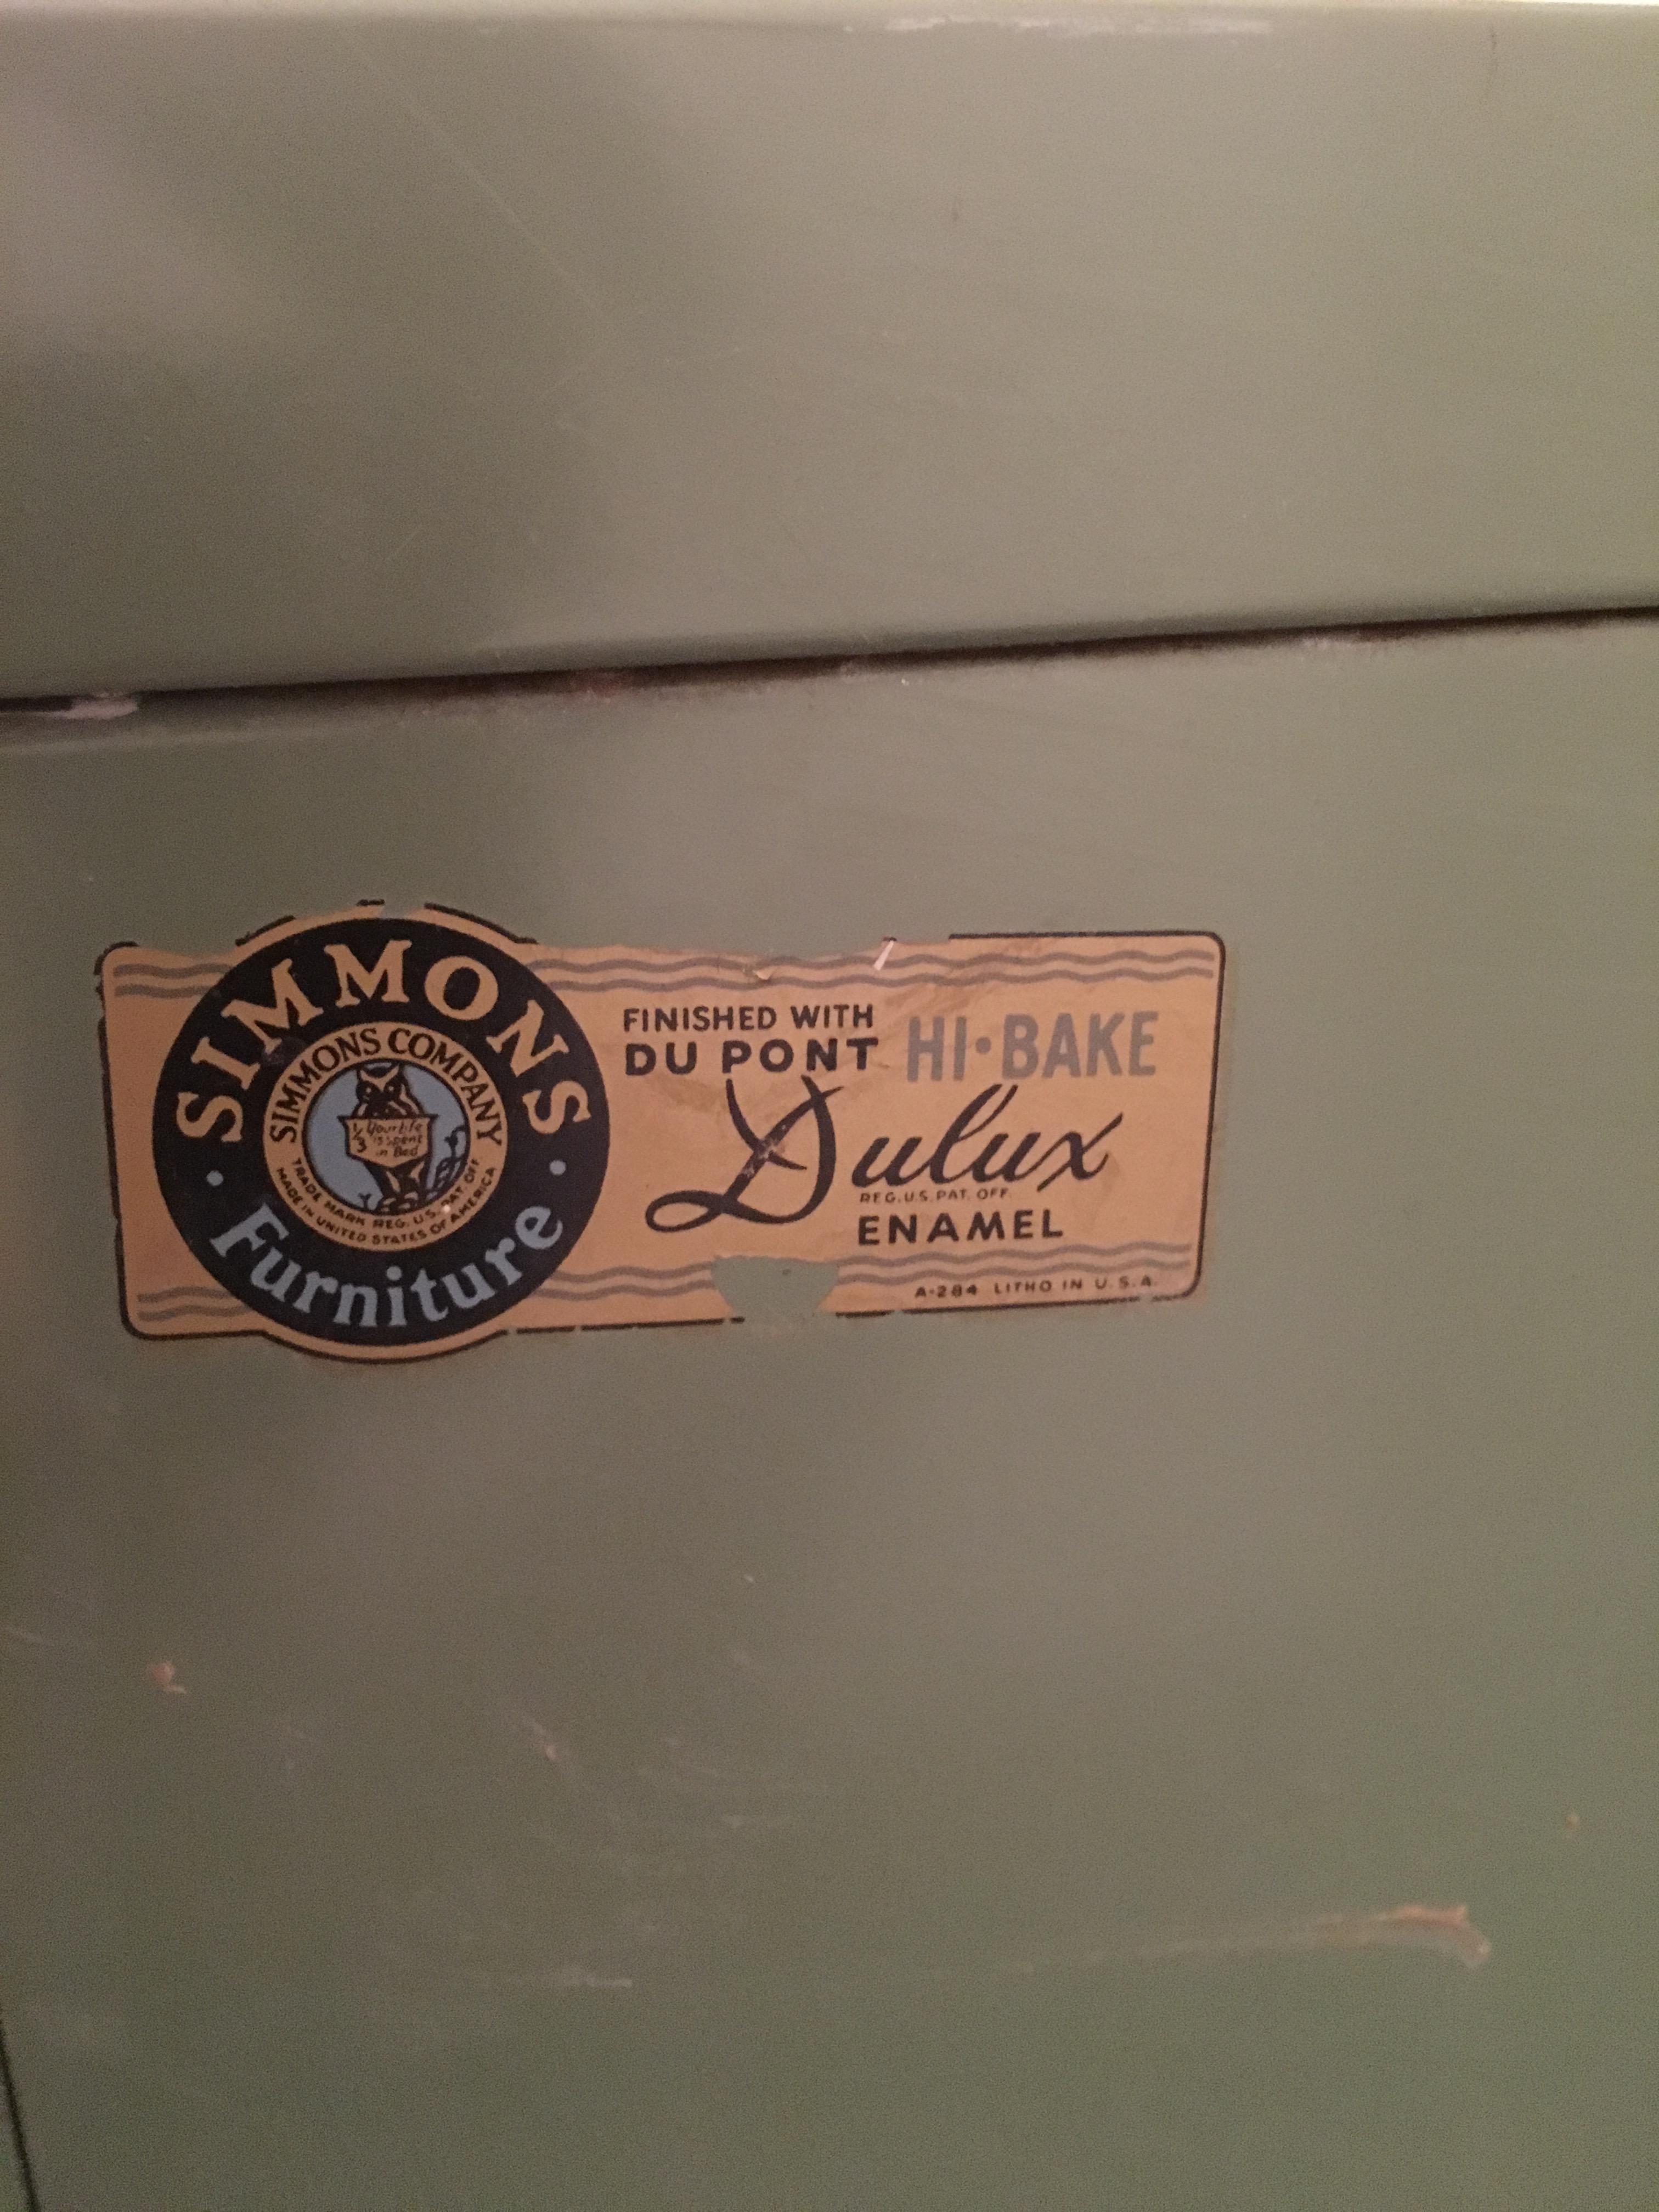 SIMMONS
SIMMONS COMPANY
1/3 Your Life
is spent
in Bed
TRADE MARK REG. U.S. PAT. OFF.
MADE IN UNITED STATES OF AMERICA
Furniture
FINISHED WITH
DU PONT HI·BAKE
Dulux
REG. U.S. PAT. OFF.
ENAMEL
A-284 LITHO IN U.S.A.